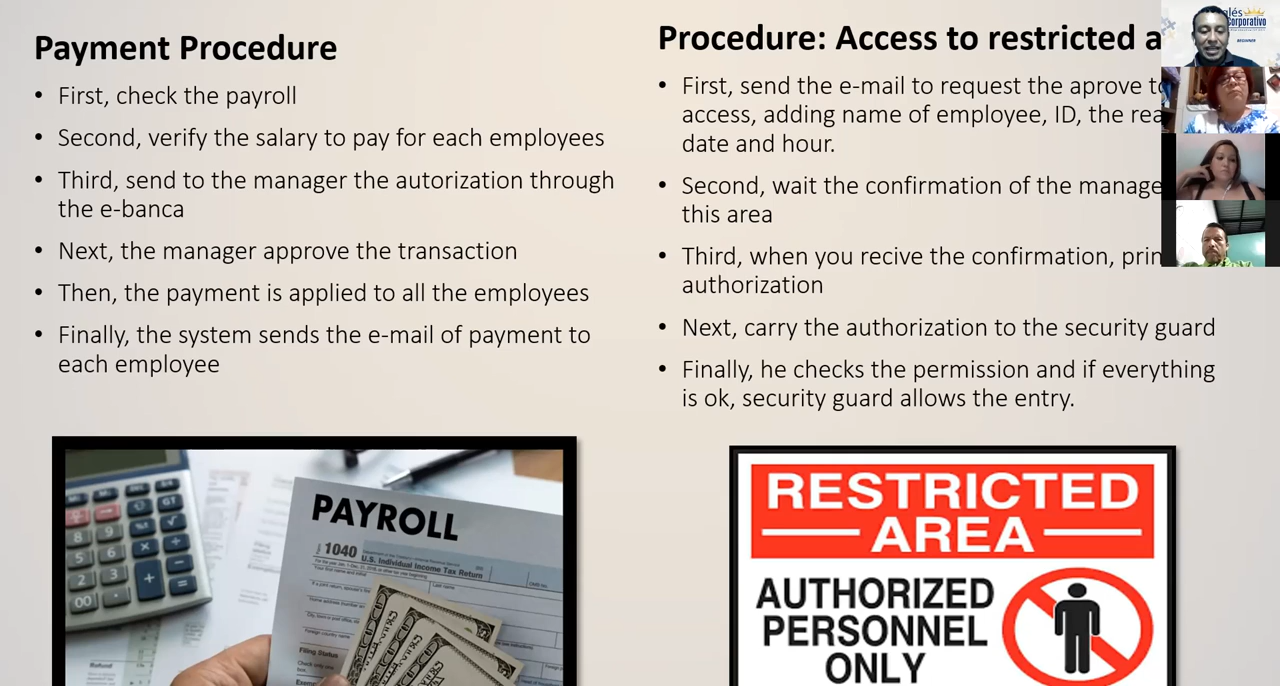 Payment Procedure
• First, check the payroll
• Second, verify the salary to pay for each employees
• Third, send to the manager the autorization through
the e-banca
• Next, the manager approve the transaction
• Then, the payment is applied to all the employees
• Finally, the system sends the e-mail of payment to
each employee
Procedure: Access to restricted
• First, send the e-mail to request the aprove
access, adding name of employee, ID, the
date and hour.
• Second, wait the confirmation of the
this area
• Third, when you recive the confirmation,
authorization
• Next, carry the authorization to the security guard
• Finally, he checks the permission and if everything
is ok, security guard allows the entry.
Corporativo
BEGINNER
PAYROLL
Form 1040
U.S. Individual Income Tax Return
Filing Status
Refund
RESTRICTED
AREA
AUTHORIZED
PERSONNEL
ONLY